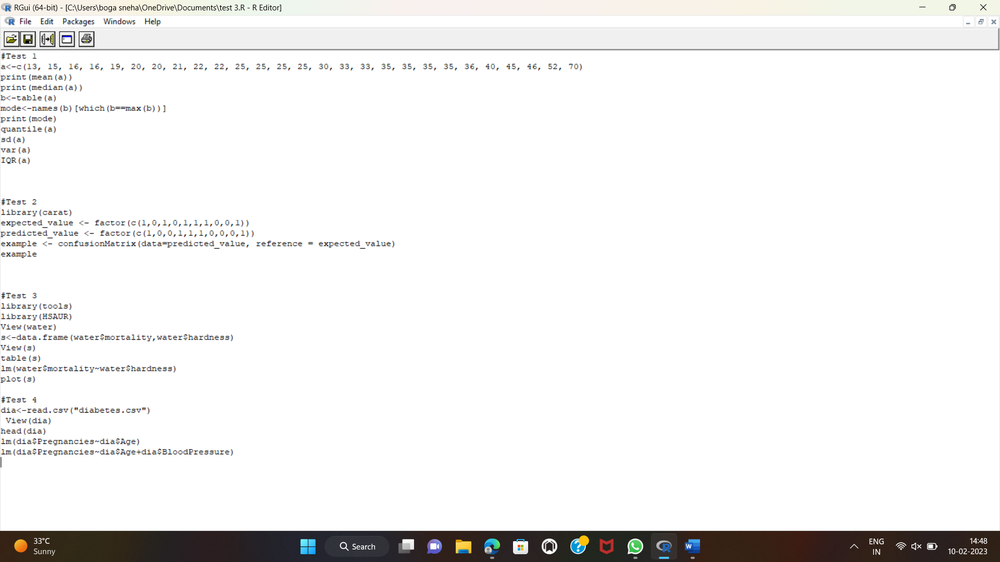 RGui (64-bit) - [C:\Users\boga sneha\OneDrive\Documents\test 3.R - R Editor]
File Edit Packages Windows Help
#Test 1
a<-c(13, 15, 16, 16, 19, 20, 20, 21, 22, 22, 25, 25, 25, 25, 30, 33, 33, 35, 35, 35, 35, 36, 40, 45, 46, 52, 70)
print(mean(a))
print(median(a))
b<-table(a)
mode<-names(b)[which(b==max(b))]
print(mode)
quantile(a)
sd(a)
var(a)
IQR(a)
#Test 2
library(carat)
expected_value <- factor(c(1,0,1,0,1,1,1,0,0,1))
predicted_value <- factor(c(1,0,0,1,1,1,0,0,0,1))
example <- confusionMatrix(data=predicted_value, reference = expected_value)
example
#Test 3
library(tools)
library(HSAUR)
View(water)
s<-data.frame(water$mortality,water$hardness)
View(s)
table(s)
lm(water$mortality~water$hardness)
plot(s)
#Test 4
dia<-read.csv("diabetes.csv")
 View(dia)
head(dia)
lm(dia$Pregnancies~dia$Age)
lm(dia$Pregnancies~dia$Age+dia$BloodPressure)
33°C
Sunny
Search
ENG
IN
14:48
10-02-2023